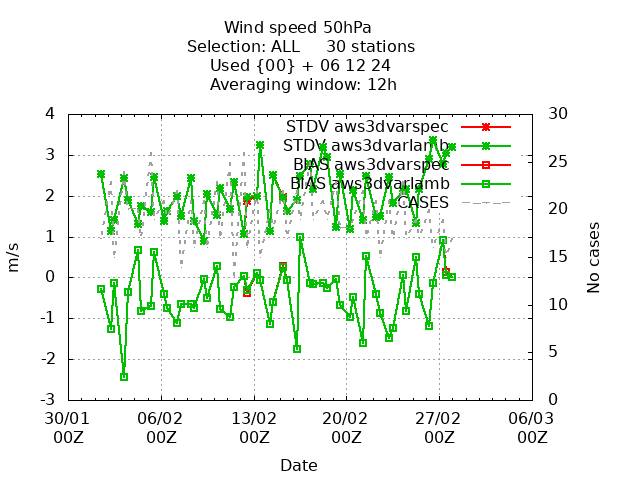 Wind speed 50hPa
Selection: ALL 30 stations
Used {00} + 06 12 24
Averaging window: 12h
4
3
2
1
0
-1
-2
-3
m/s
30
25
20
15
10
5
0
No cases
STDV aws3dvarspec
STDV aws3dvarlamb
BIAS aws3dvarspec
BIAS aws3dvarlamb
CASES
30/01 06/02 13/02 20/02 27/02 06/03
00Z 00Z 00Z 00Z 00Z 00Z
Date